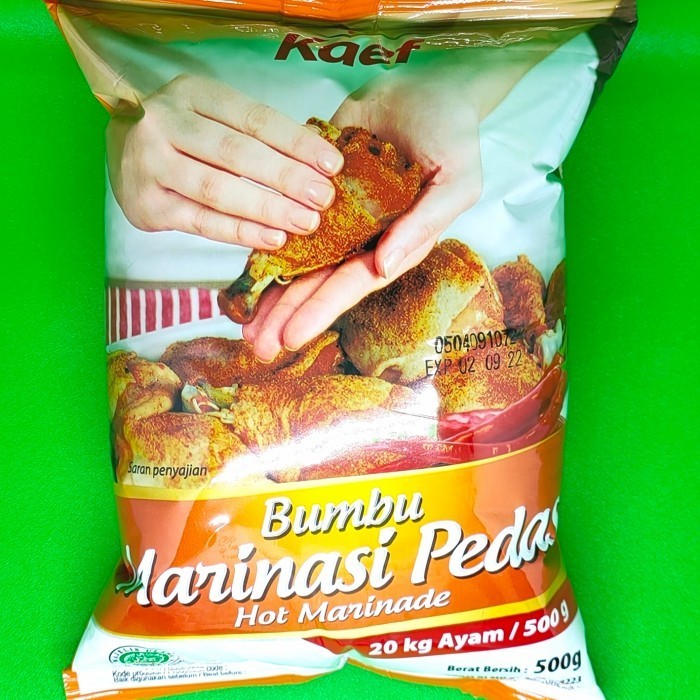 Kaef
EXP 02 09 22
Saran penyajian
Bumbu
Marinasi Pedas
Hot Marinade
20 kg Ayam / 500 g
Berat Bersih : 500g